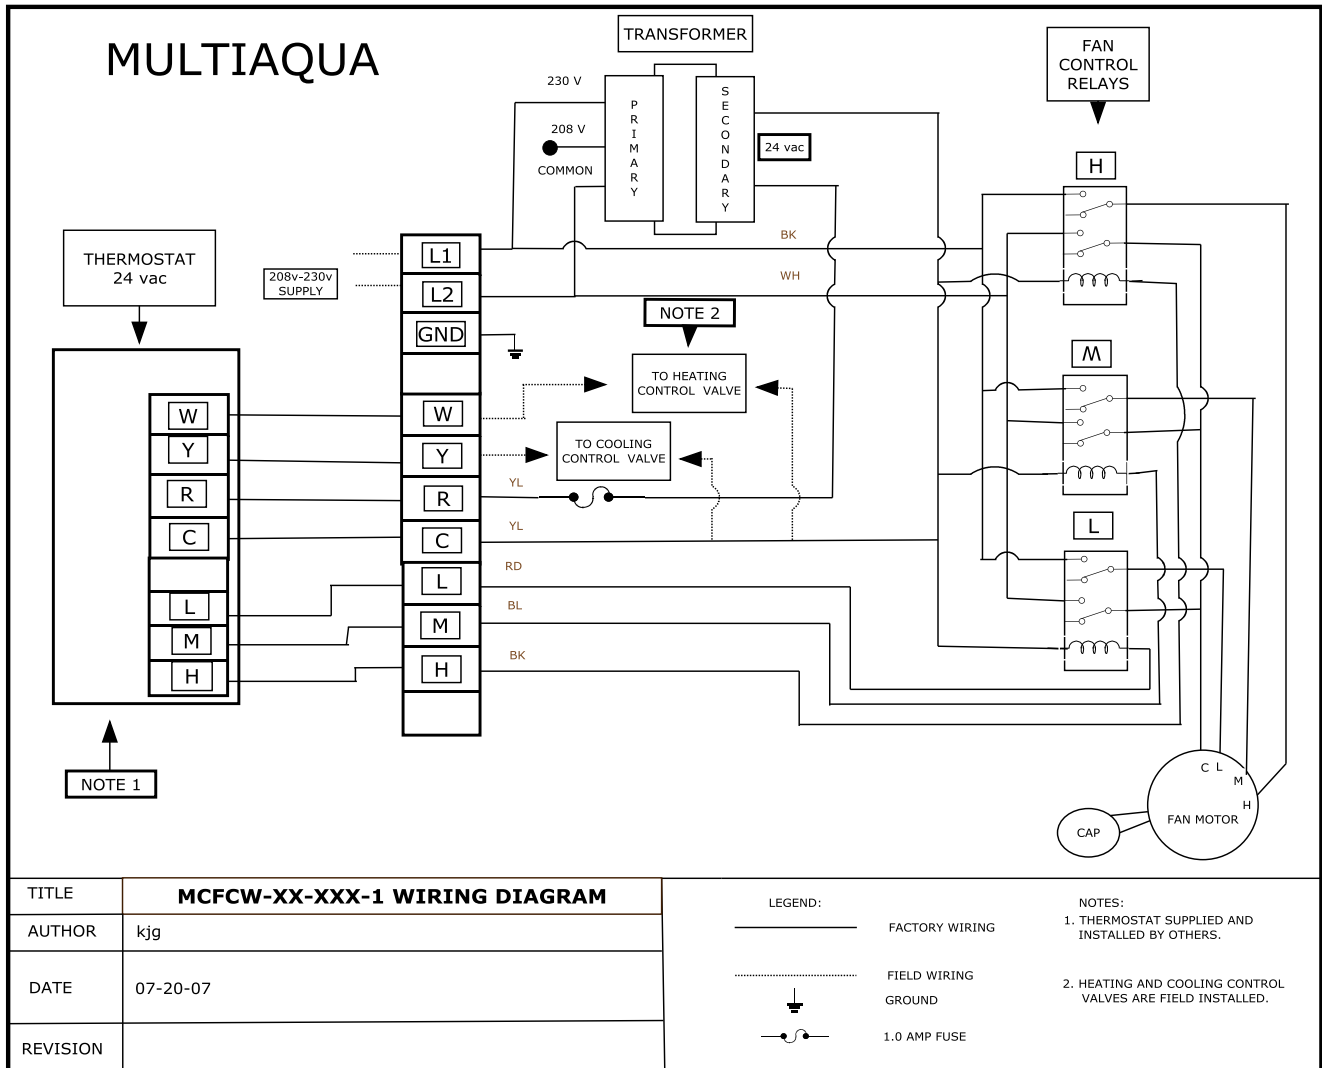 MULTIAQUA
TRANSFORMER
FAN
CONTROL
RELAYS
230 V
208 V
COMMON
PRIMARY
SECONDARY
24 vac
H
THERMOSTAT
24 vac
208v-230v
SUPPLY
L1
L2
GND
BK
WH
NOTE 2
TO HEATING
CONTROL VALVE
M
W
Y
R
C
L
M
H
W
Y
R
C
L
M
H
TO COOLING
CONTROL VALVE
YL
YL
RD
BL
BK
L
NOTE 1
C L
M
H
FAN MOTOR
CAP
TITLE
MCFCW-XX-XXX-1 WIRING DIAGRAM
AUTHOR
kjg
DATE
07-20-07
REVISION
LEGEND:
FACTORY WIRING
FIELD WIRING
GROUND
1.0 AMP FUSE
NOTES:
1. THERMOSTAT SUPPLIED AND
INSTALLED BY OTHERS.
2. HEATING AND COOLING CONTROL
VALVES ARE FIELD INSTALLED.